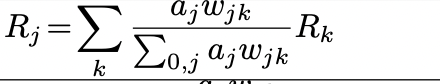 R_j = \sum_k \frac{a_j w_{jk}}{\sum_{0,j} a_j w_{jk}} R_k